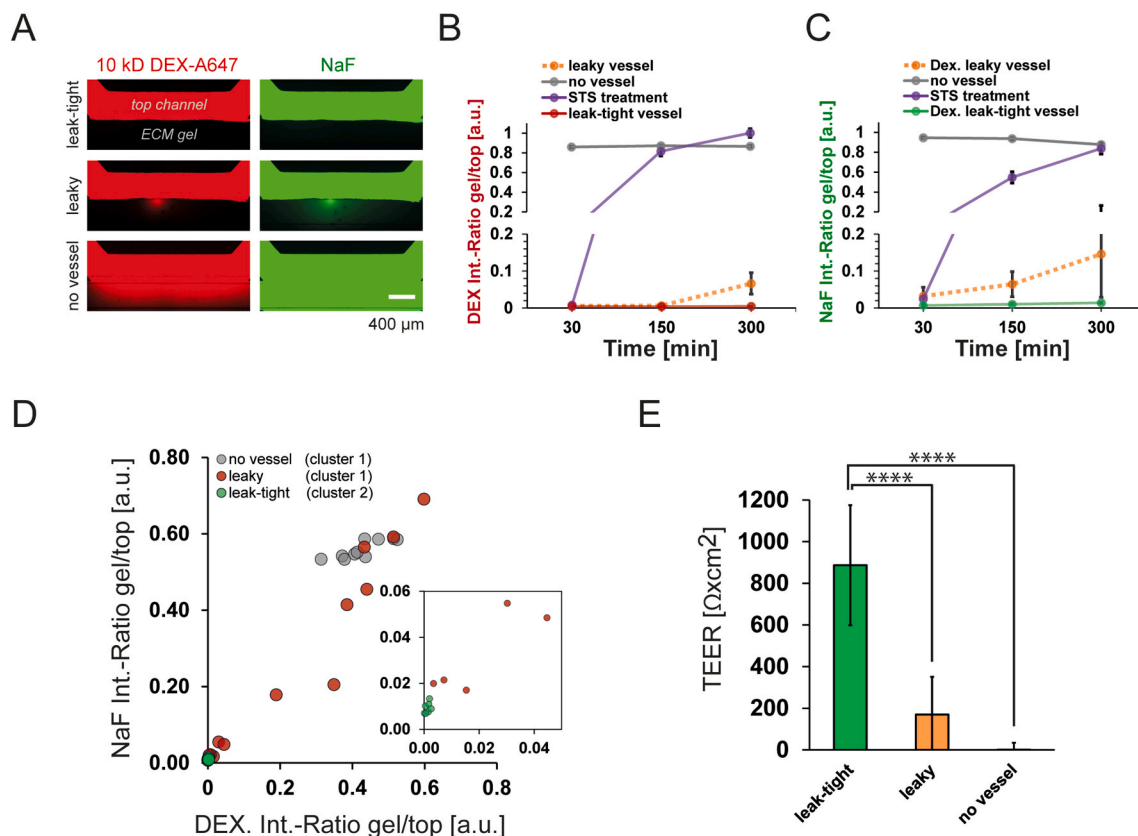 A
10 kD DEX-A647
NaF
leak-tight
top channel
ECM gel
leaky
no vessel
400 µm
B
leaky vessel
no vessel
STS treatment
leak-tight vessel
DEX Int.-Ratio gel/top [a.u.]
1
0.8
0.6
0.4
0.2
0.2
0.1
0
30
150
300
Time [min]
C
Dex. leaky vessel
no vessel
STS treatment
Dex. leak-tight vessel
NaF Int.-Ratio gel/top [a.u.]
1
0.8
0.6
0.4
0.2
0.2
0.1
0
30
150
300
Time [min]
D
no vessel (cluster 1)
leaky (cluster 1)
leak-tight (cluster 2)
NaF Int.-Ratio gel/top [a.u.]
0.80
0.60
0.40
0.20
0.00
0
0.2
0.4
0.6
0.8
DEX. Int.-Ratio gel/top [a.u.]
0.06
0.04
0.02
0.00
0.00
0.02
0.04
E
****
****
TEER [Ωxcm²]
1200
1000
800
600
400
200
0
leak-tight
leaky
no vessel